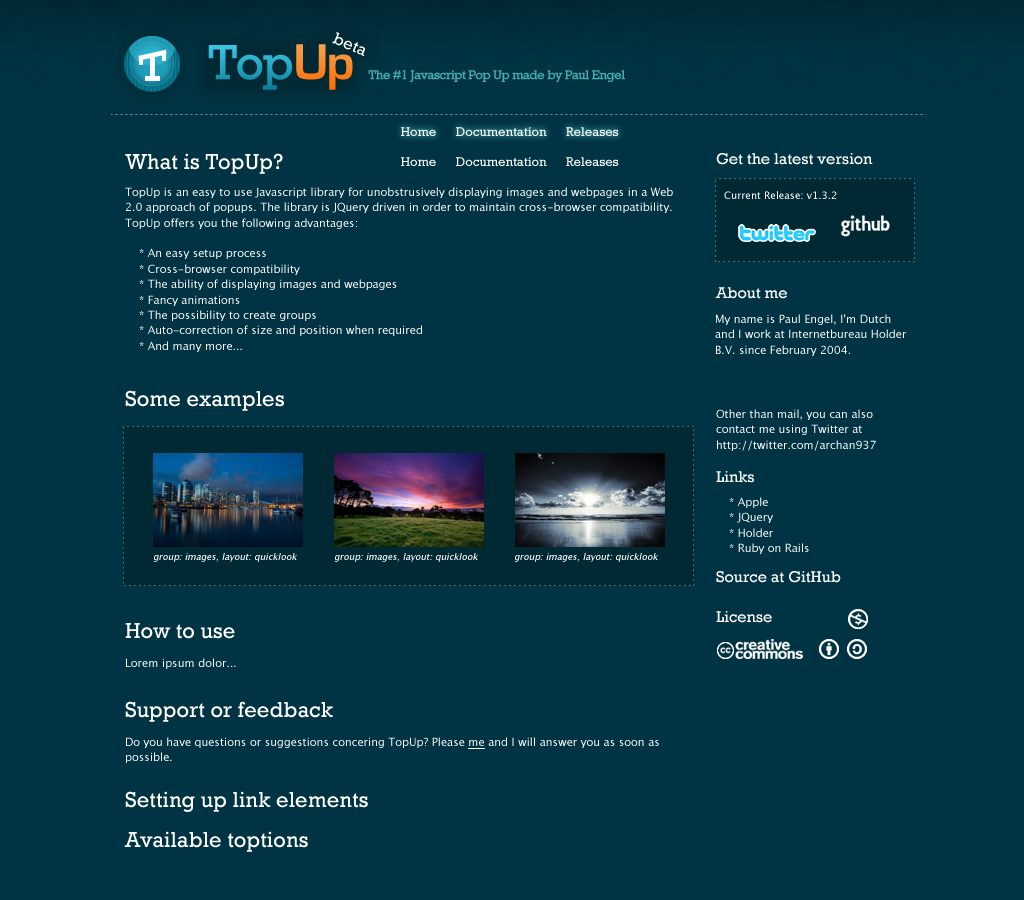 T
TopUp beta
The #1 Javascript Pop Up made by Paul Engel
Home Documentation Releases
Home Documentation Releases
What is TopUp?
TopUp is an easy to use Javascript library for unobstrusively displaying images and webpages in a Web
2.0 approach of popups. The library is JQuery driven in order to maintain cross-browser compatibility.
TopUp offers you the following advantages:
* An easy setup process
* Cross-browser compatibility
* The ability of displaying images and webpages
* Fancy animations
* The possibility to create groups
* Auto-correction of size and position when required
* And many more...
Some examples
group: images, layout: quicklook
group: images, layout: quicklook
group: images, layout: quicklook
How to use
Lorem ipsum dolor...
Support or feedback
Do you have questions or suggestions concering TopUp? Please me and I will answer you as soon as
possible.
Setting up link elements
Available toptions
Get the latest version
Current Release: v1.3.2
twitter github
About me
My name is Paul Engel, I'm Dutch
and I work at Internetbureau Holder
B.V. since February 2004.
Other than mail, you can also
contact me using Twitter at
http://twitter.com/archan937
Links
* Apple
* JQuery
* Holder
* Ruby on Rails
Source at GitHub
License
$
cc creative
commons